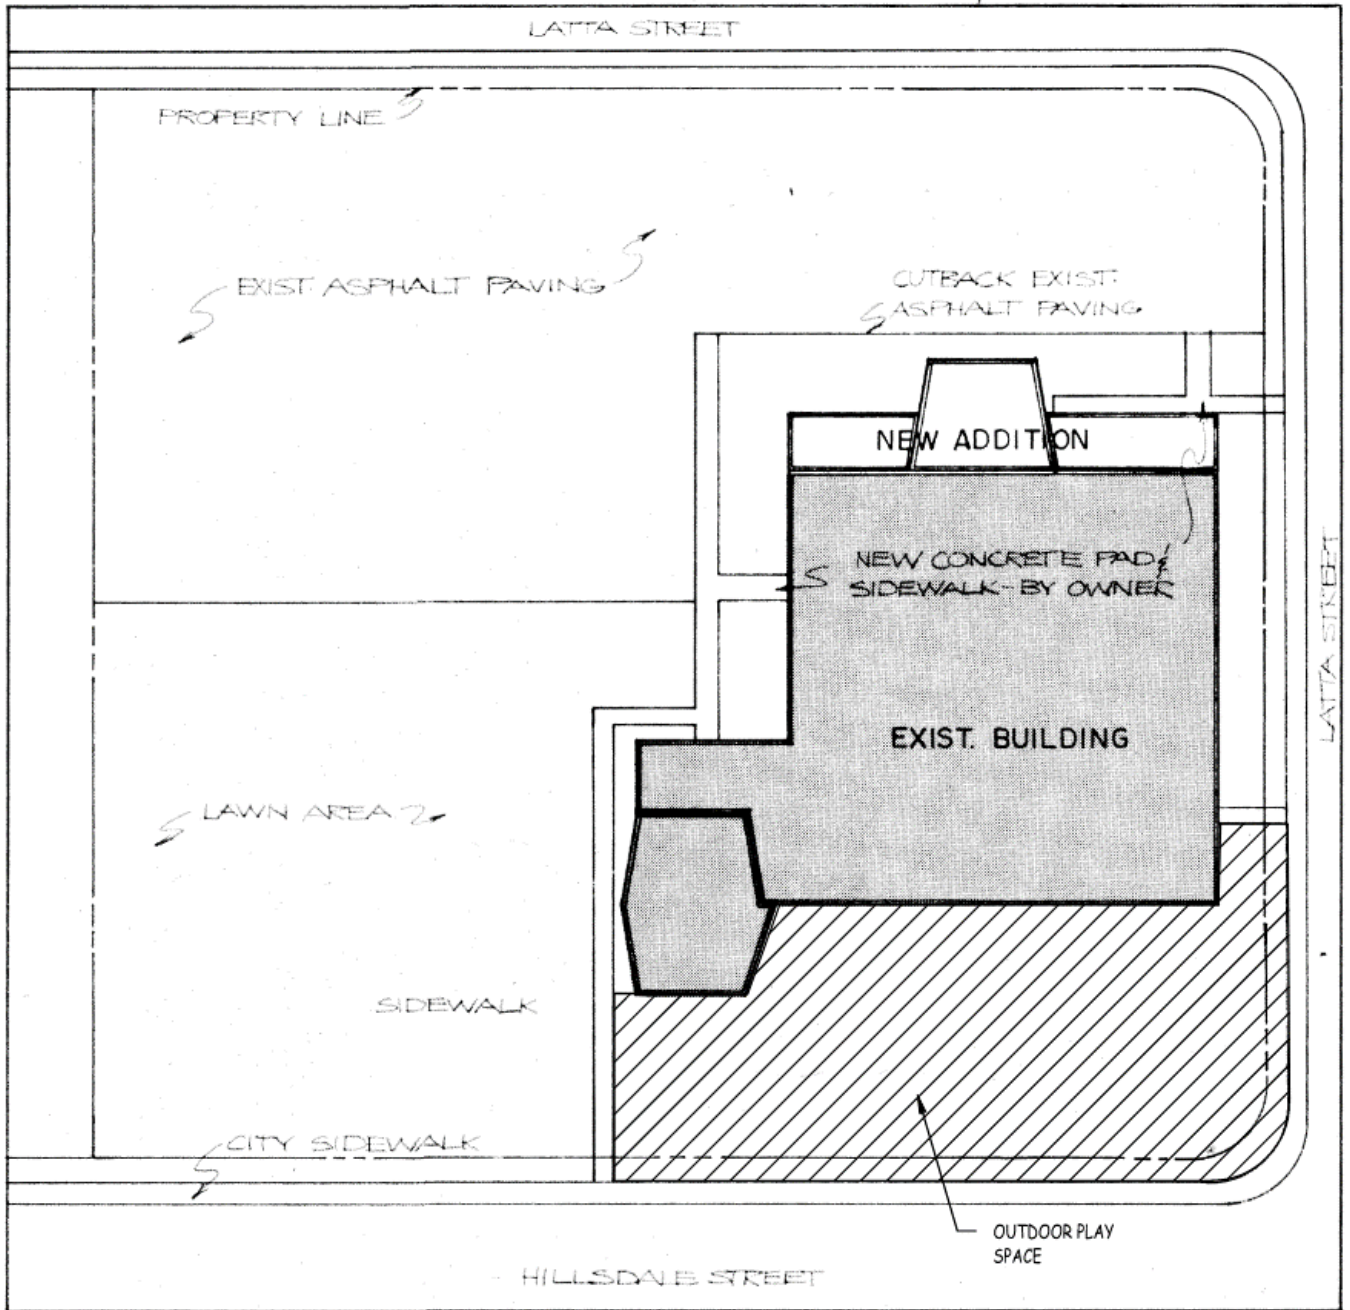 LATTA STREET
PROPERTY LINE
EXIST. ASPHALT PAVING
CUTBACK EXIST.
ASPHALT PAVING
NEW ADDITION
NEW CONCRETE PAD &
SIDEWALK - BY OWNER
LATTA STREET
EXIST. BUILDING
LAWN AREA
SIDEWALK
CITY SIDEWALK
OUTDOOR PLAY
SPACE
HILLSDALE STREET